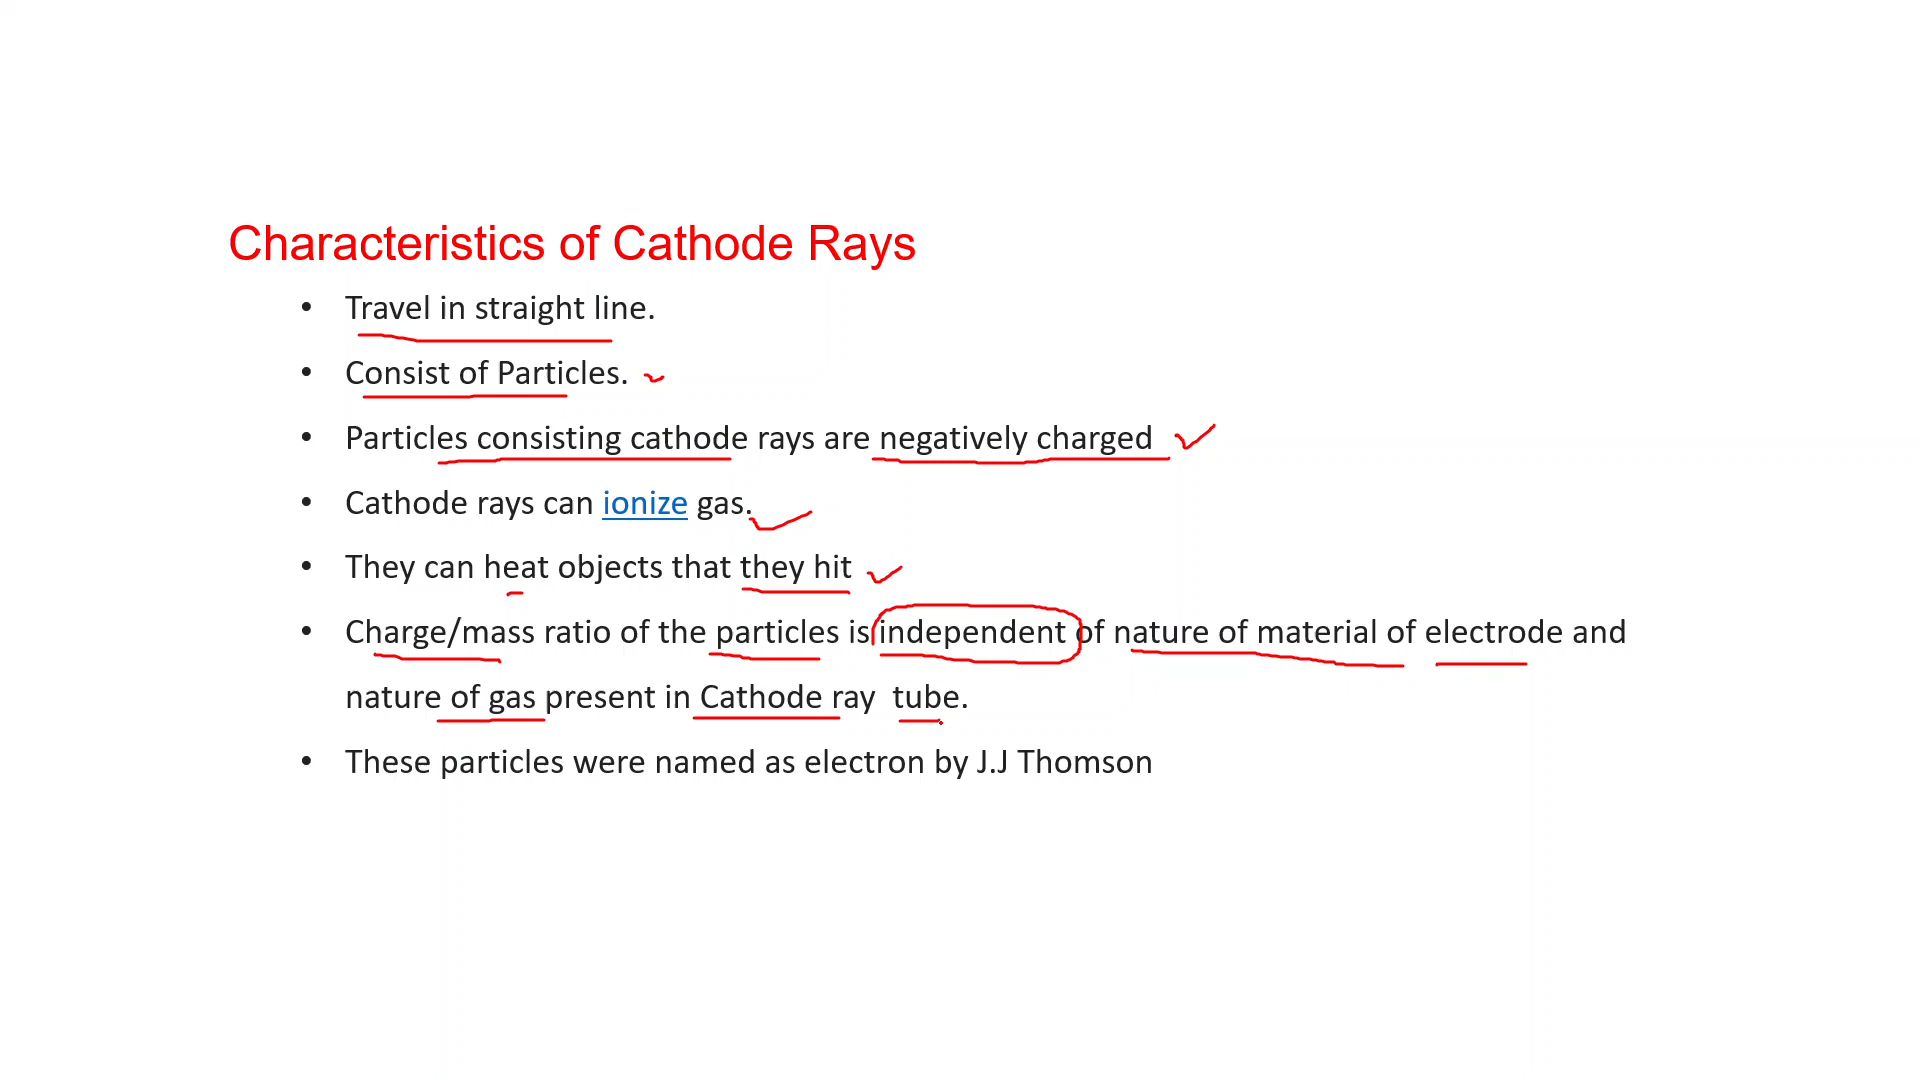 Characteristics of Cathode Rays
• Travel in straight line.
• Consist of Particles.
• Particles consisting cathode rays are negatively charged
• Cathode rays can ionize gas.
• They can heat objects that they hit
• Charge/mass ratio of the particles is independent of nature of material of electrode and
nature of gas present in Cathode ray tube.
• These particles were named as electron by J.J Thomson